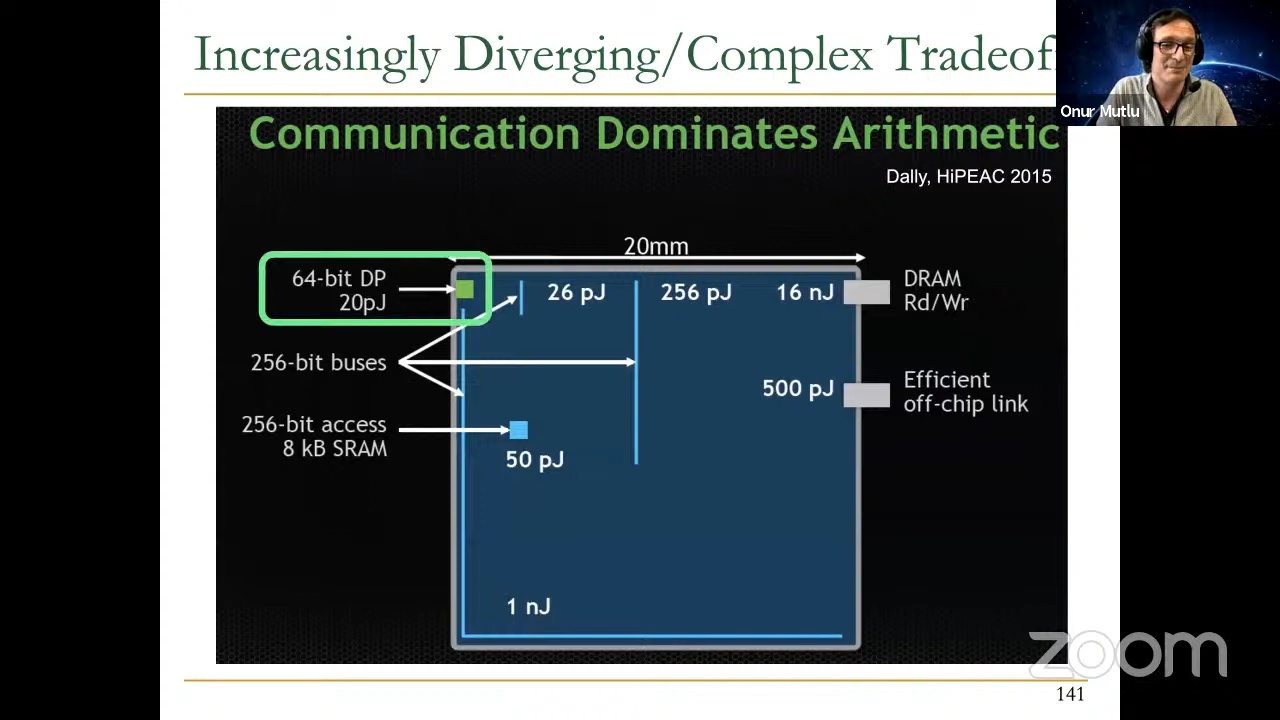 Increasingly Diverging/Complex Tradeof
Onur Mutlu
Communication Dominates Arithmetic
Dally, HiPEAC 2015
20mm
64-bit DP
20pJ
26 pJ
256 pJ
16 nJ
DRAM
Rd/Wr
256-bit buses
500 pJ
Efficient
off-chip link
256-bit access
8 kB SRAM
50 pJ
1 nJ
zoom
141